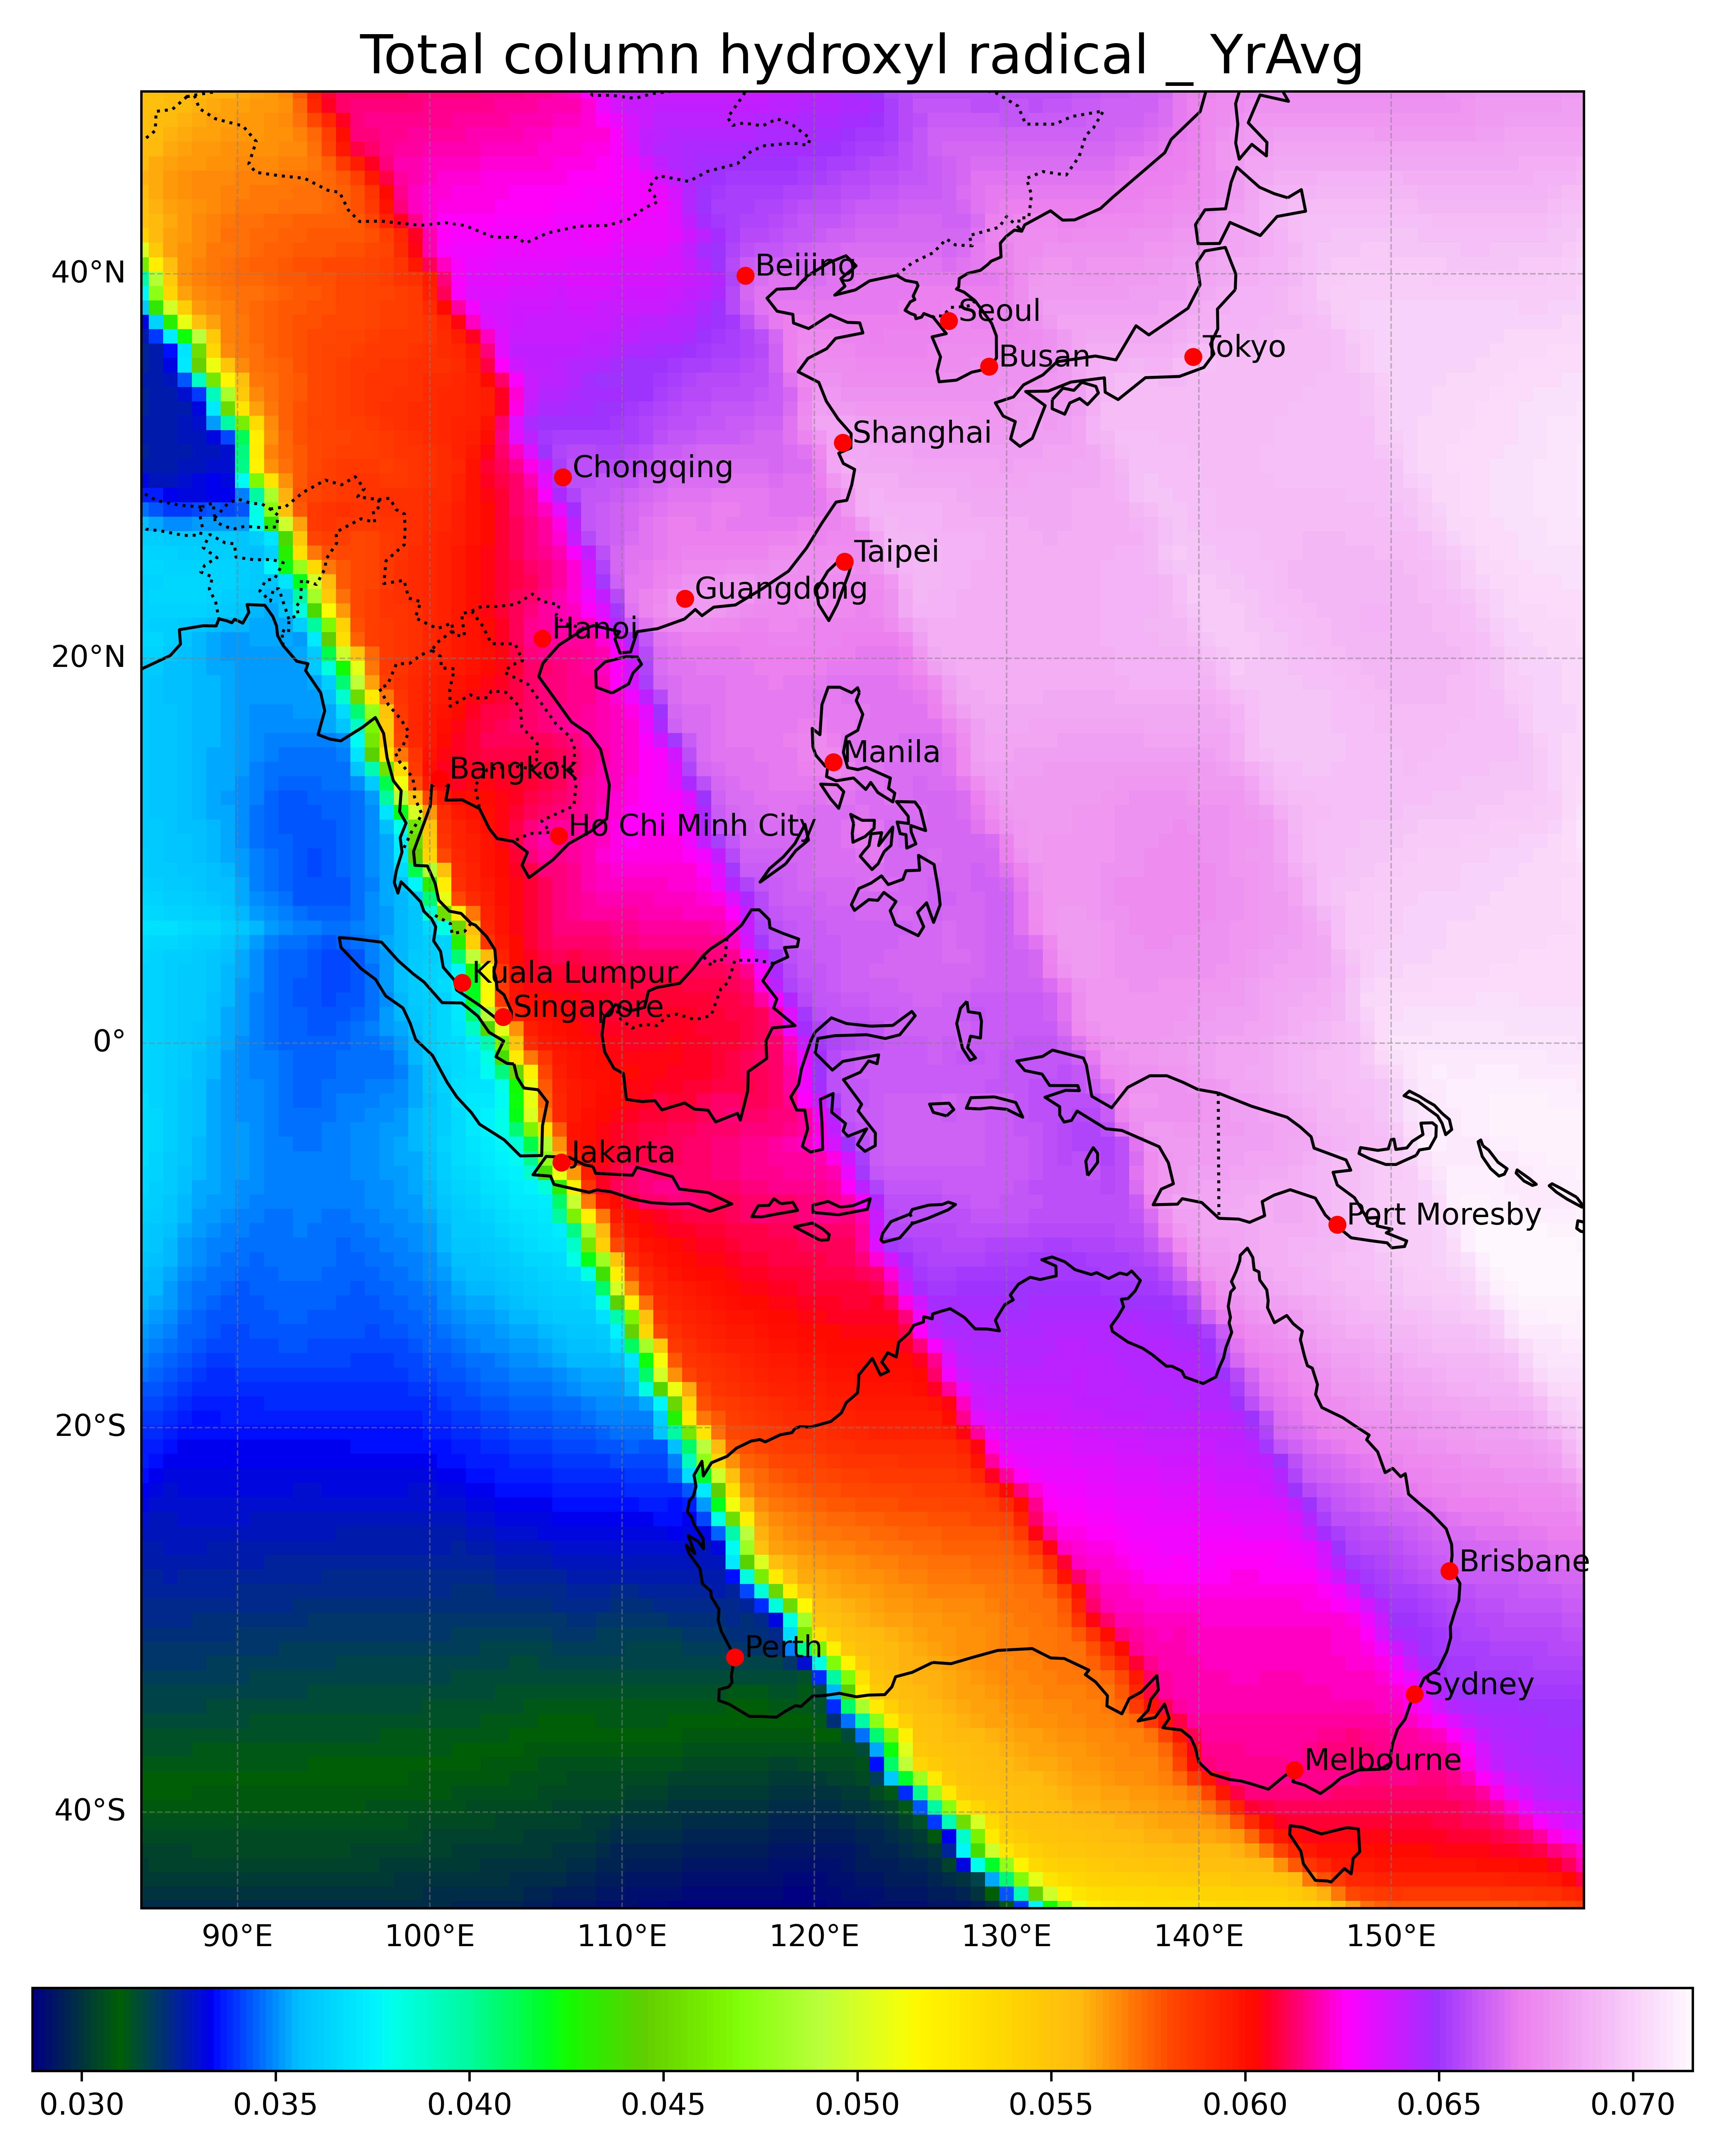 Total column hydroxyl radical _ YrAvg
40°N
20°N
0°
20°S
40°S
Beijing
Seoul
Busan
Tokyo
Shanghai
Chongqing
Taipei
Guangdong
Hanoi
Manila
Bangkok
Ho Chi Minh City
Kuala Lumpur
Singapore
Jakarta
Port Moresby
Brisbane
Perth
Sydney
Melbourne
90°E 100°E 110°E 120°E 130°E 140°E 150°E
0.030 0.035 0.040 0.045 0.050 0.055 0.060 0.065 0.070